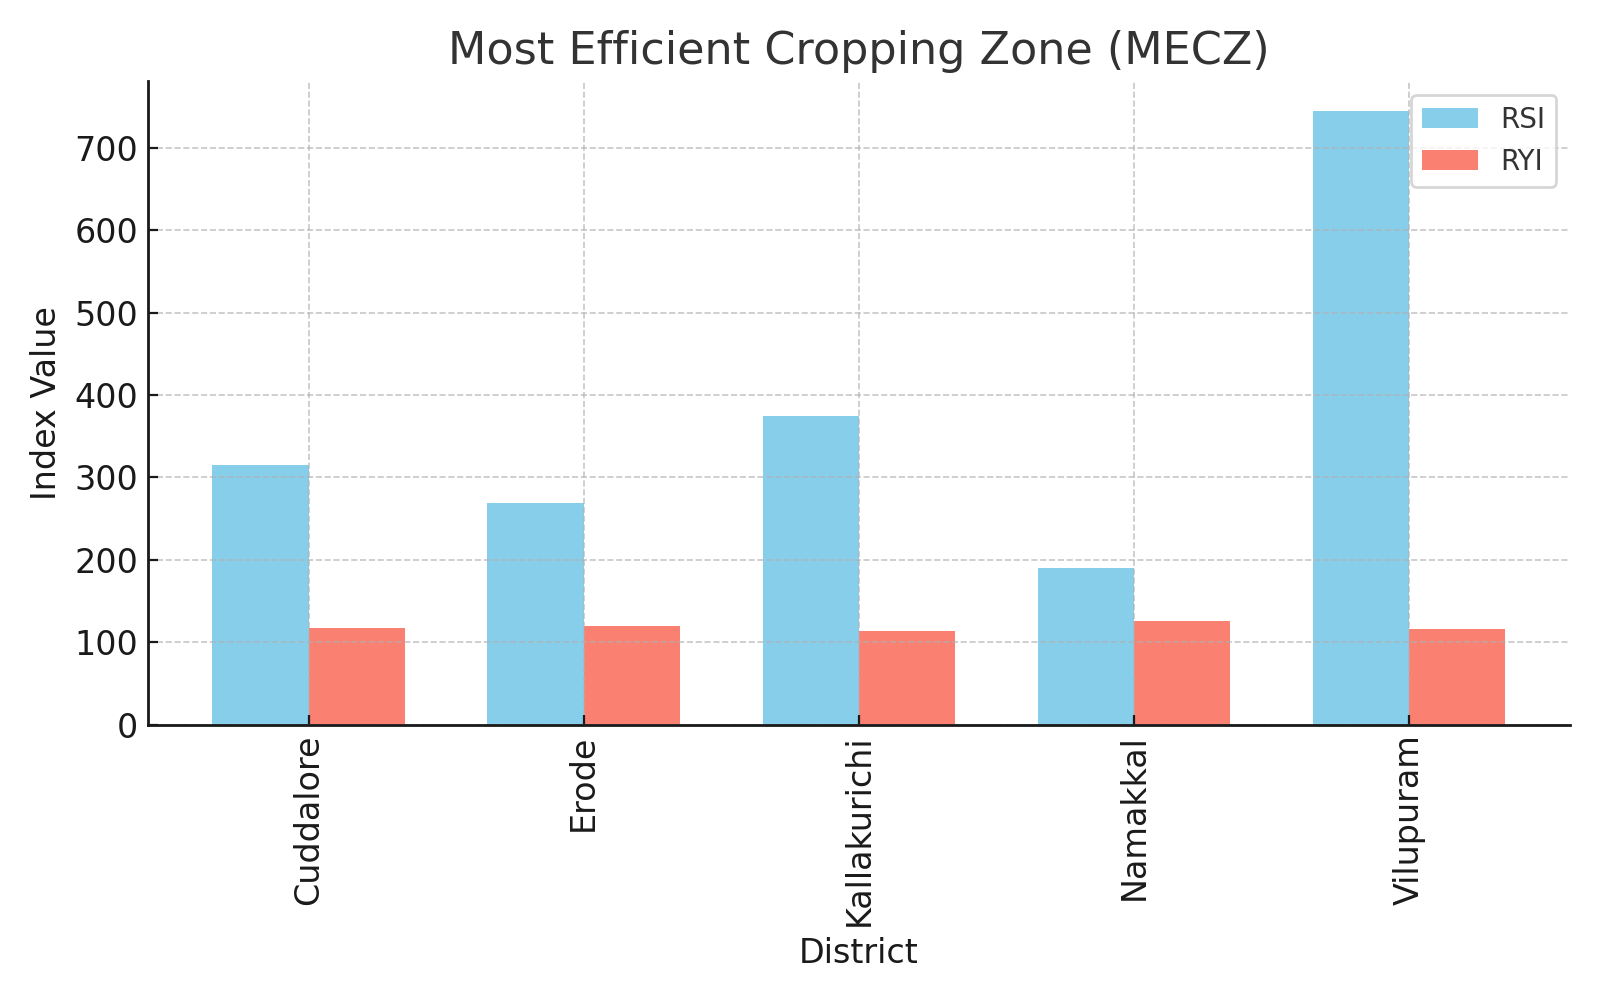 Most Efficient Cropping Zone (MECZ)
RSI
RYI
Index Value
700
600
500
400
300
200
100
0
Cuddalore
Erode
Kallakurichi
Namakkal
Vilupuram
District